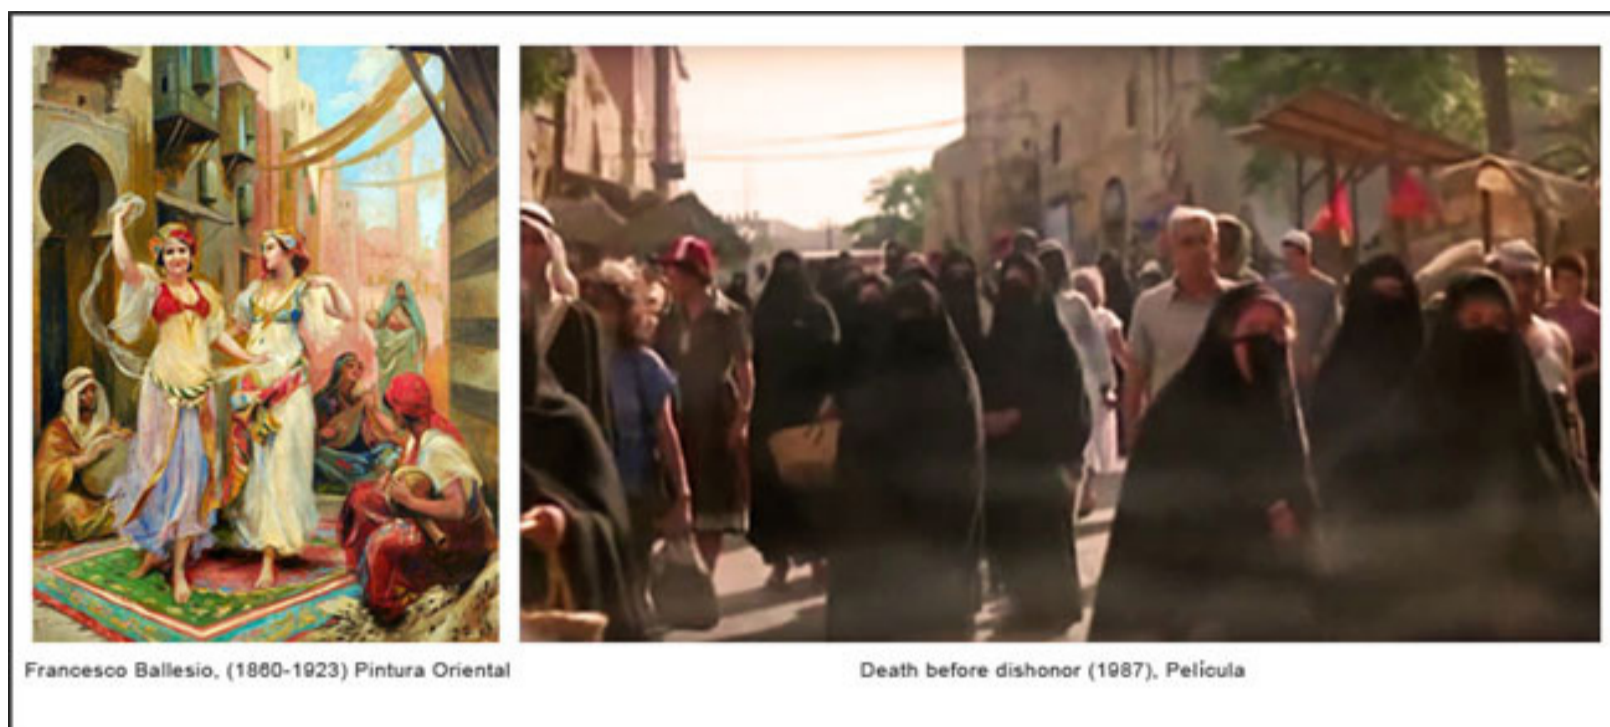 Francesco Ballesio, (1860-1923) Pintura Oriental
Death before dishonor (1987), Película